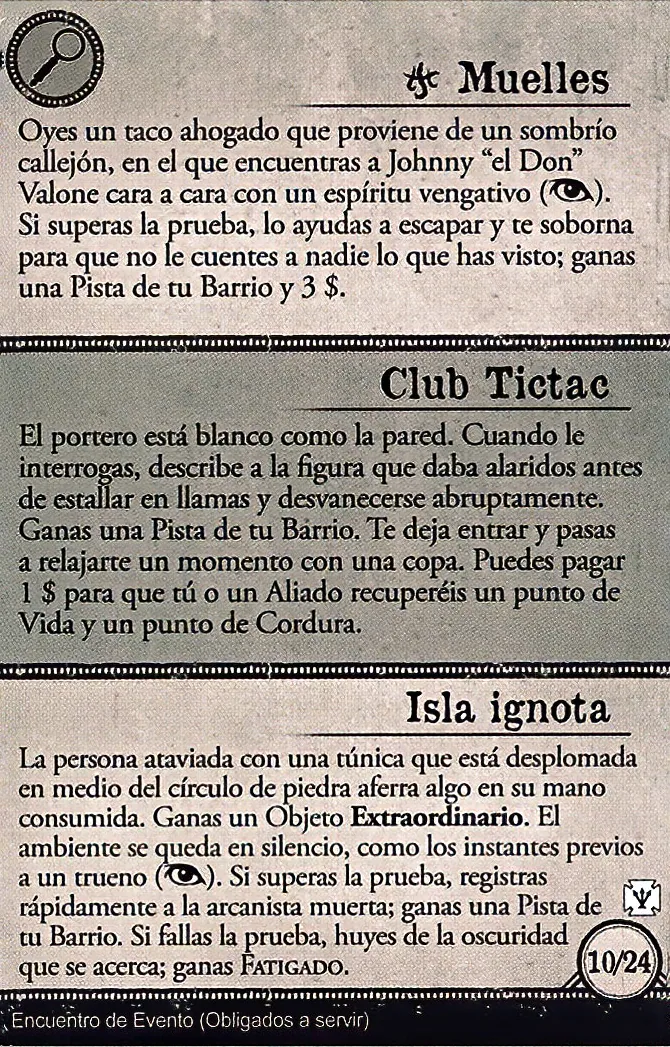 Muelles
Oyes un taco ahogado que proviene de un sombrío
callejón, en el que encuentras a Johnny “el Don”
Valone cara a cara con un espíritu vengativo ( ).
Si superas la prueba, lo ayudas a escapar y te soborna
para que no le cuentes a nadie lo que has visto; ganas
una Pista de tu Barrio y 3 $.
Club Tictac
El portero está blanco como la pared. Cuando le
interrogas, describe a la figura que daba alaridos antes
de estallar en llamas y desvanecerse abruptamente.
Ganas una Pista de tu Barrio. Te deja entrar y pasas
a relajarte un momento con una copa. Puedes pagar
1 $ para que tú o un Aliado recuperéis un punto de
Vida y un punto de Cordura.
Isla ignota
La persona ataviada con una túnica que está desplomada
en medio del círculo de piedra aferra algo en su mano
consumida. Ganas un Objeto Extraordinario. El
ambiente se queda en silencio, como los instantes previos
a un trueno ( ). Si superas la prueba, registras
rápidamente a la arcanista muerta; ganas una Pista de
tu Barrio. Si fallas la prueba, huyes de la oscuridad
que se acerca; ganas FATIGADO.
10/24
Encuentro de Evento (Obligados a servir)